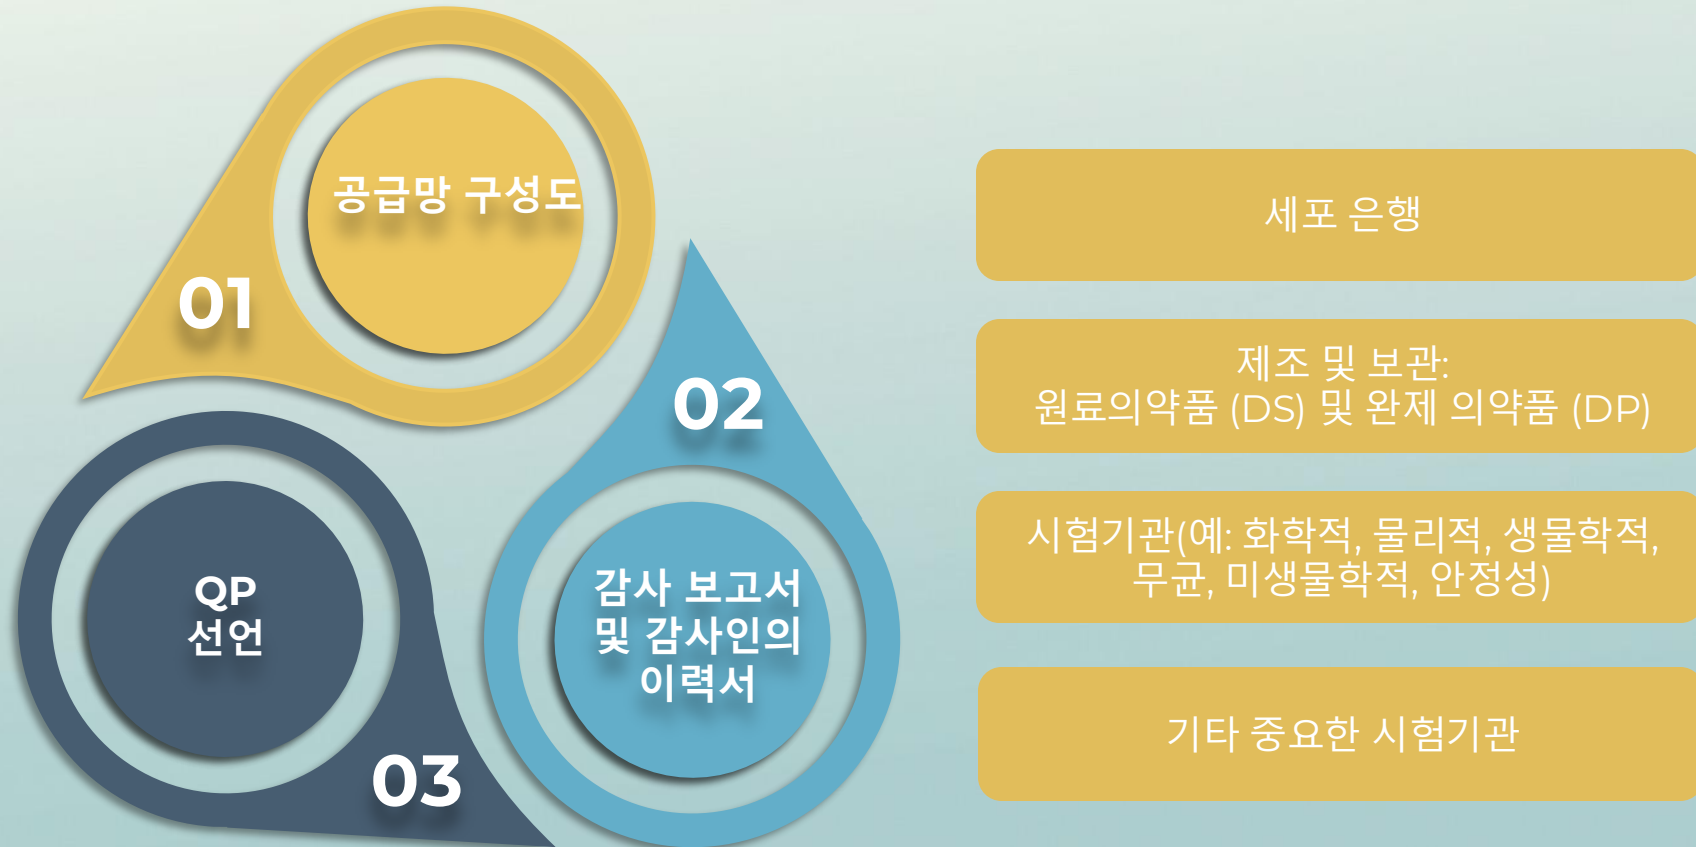 공급망 구성도
01
02
감사 보고서
및 감사인의
이력서
QP
선언
03
세포 은행
제조 및 보관:
원료의약품 (DS) 및 완제 의약품 (DP)
시험기관(예: 화학적, 물리적, 생물학적,
무균, 미생물학적, 안정성)
기타 중요한 시험기관